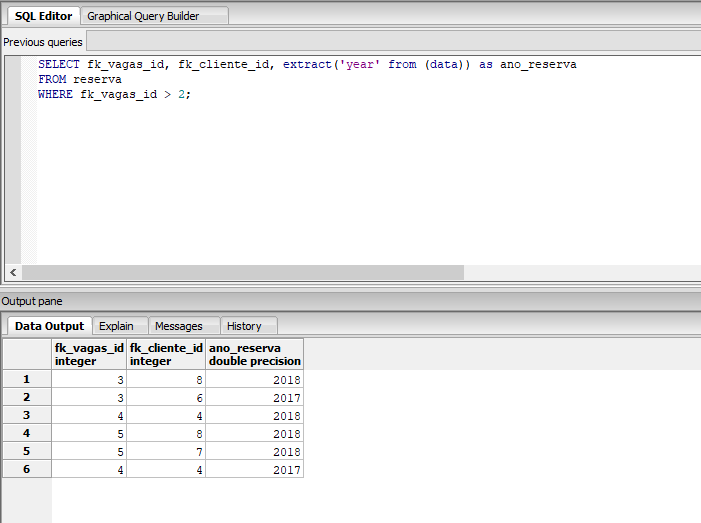 SQL Editor Graphical Query Builder
Previous queries
SELECT fk_vagas_id, fk_cliente_id, extract('year' from (data)) as ano_reserva
FROM reserva
WHERE fk_vagas_id > 2;
Output pane
Data Output Explain Messages History
fk_vagas_id fk_cliente_id ano_reserva
integer integer double precision
1 3 8 2018
2 3 6 2017
3 4 4 2018
4 5 8 2018
5 5 7 2018
6 4 4 2017